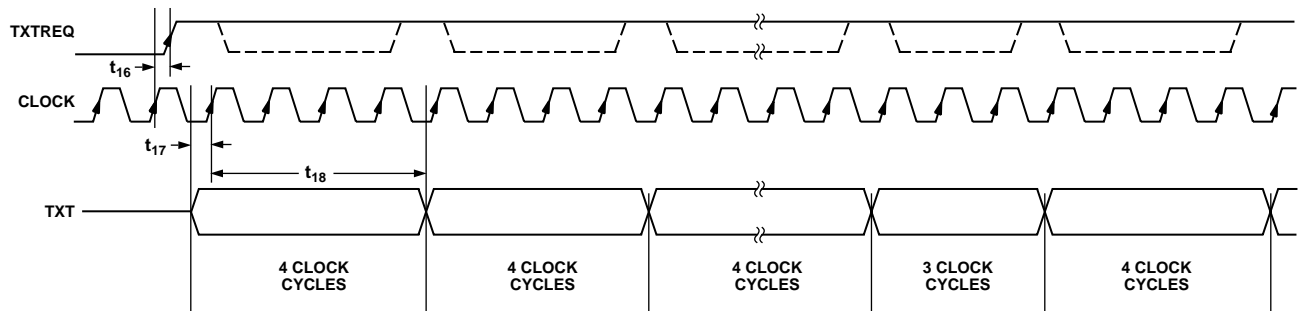 TXTREQ
t16
CLOCK
t17
t18
TXT
4 CLOCK
CYCLES
4 CLOCK
CYCLES
4 CLOCK
CYCLES
3 CLOCK
CYCLES
4 CLOCK
CYCLES